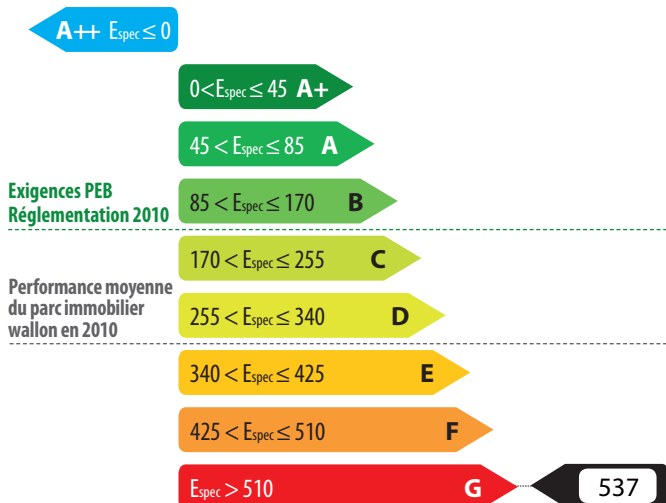 A++ Espec ≤ 0
0 < Espec ≤ 45 A+
45 < Espec ≤ 85 A
Exigences PEB
Réglementation 2010
85 < Espec ≤ 170 B
170 < Espec ≤ 255 C
Performance moyenne
du parc immobilier
wallon en 2010
255 < Espec ≤ 340 D
340 < Espec ≤ 425 E
425 < Espec ≤ 510 F
Espec > 510 G 537